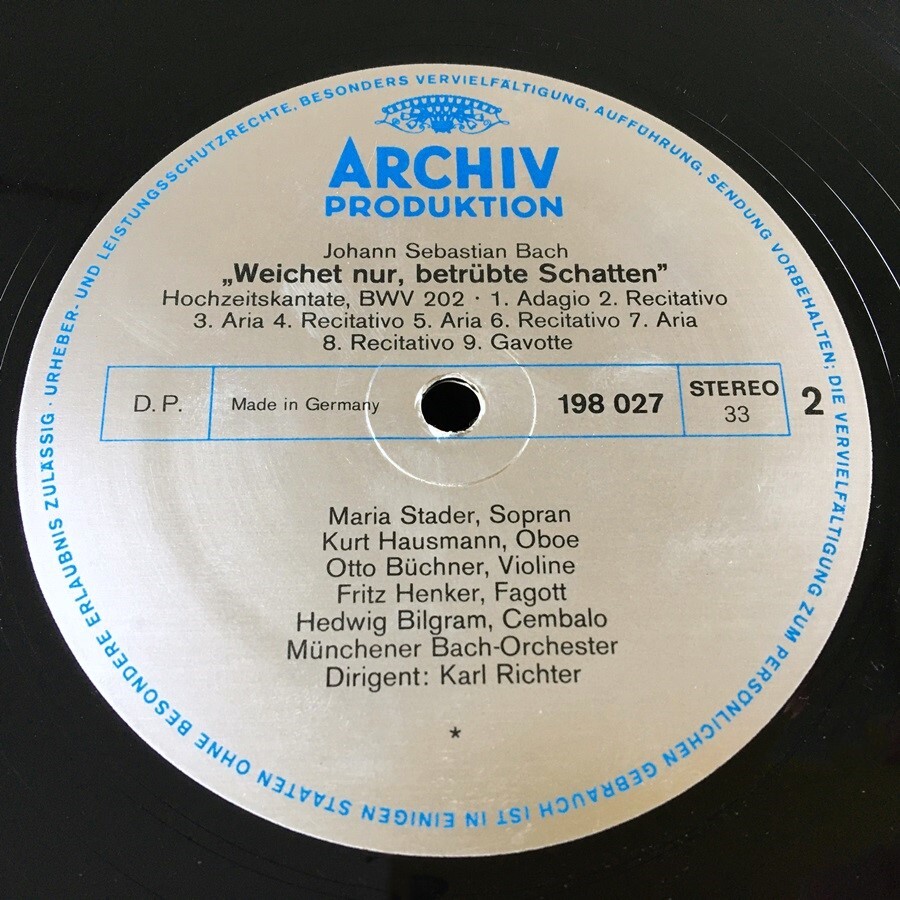 URHEBER- UND LEISTUNGSSCHUTZRECHTE, BESONDERS VERVIELFÄLTIGUNG, AUFFÜHRUNG, SENDUNG VORBEHALTEN; DIE VERVIELFÄLTIGUNG ZUM PERSÖNLICHEN GEBRAUCH IST IN EINIGEN STAATEN OHNE BESONDERE ERLAUBNIS ZULÄSSIG ·
ARCHIV
PRODUKTION
Johann Sebastian Bach
„Weichet nur, betrübte Schatten”
Hochzeitskantate, BWV 202 · 1. Adagio 2. Recitativo
3. Aria 4. Recitativo 5. Aria 6. Recitativo 7. Aria
8. Recitativo 9. Gavotte
D. P. Made in Germany 198 027 STEREO 33 2
Maria Stader, Sopran
Kurt Hausmann, Oboe
Otto Büchner, Violine
Fritz Henker, Fagott
Hedwig Bilgram, Cembalo
Münchener Bach-Orchester
Dirigent: Karl Richter
*